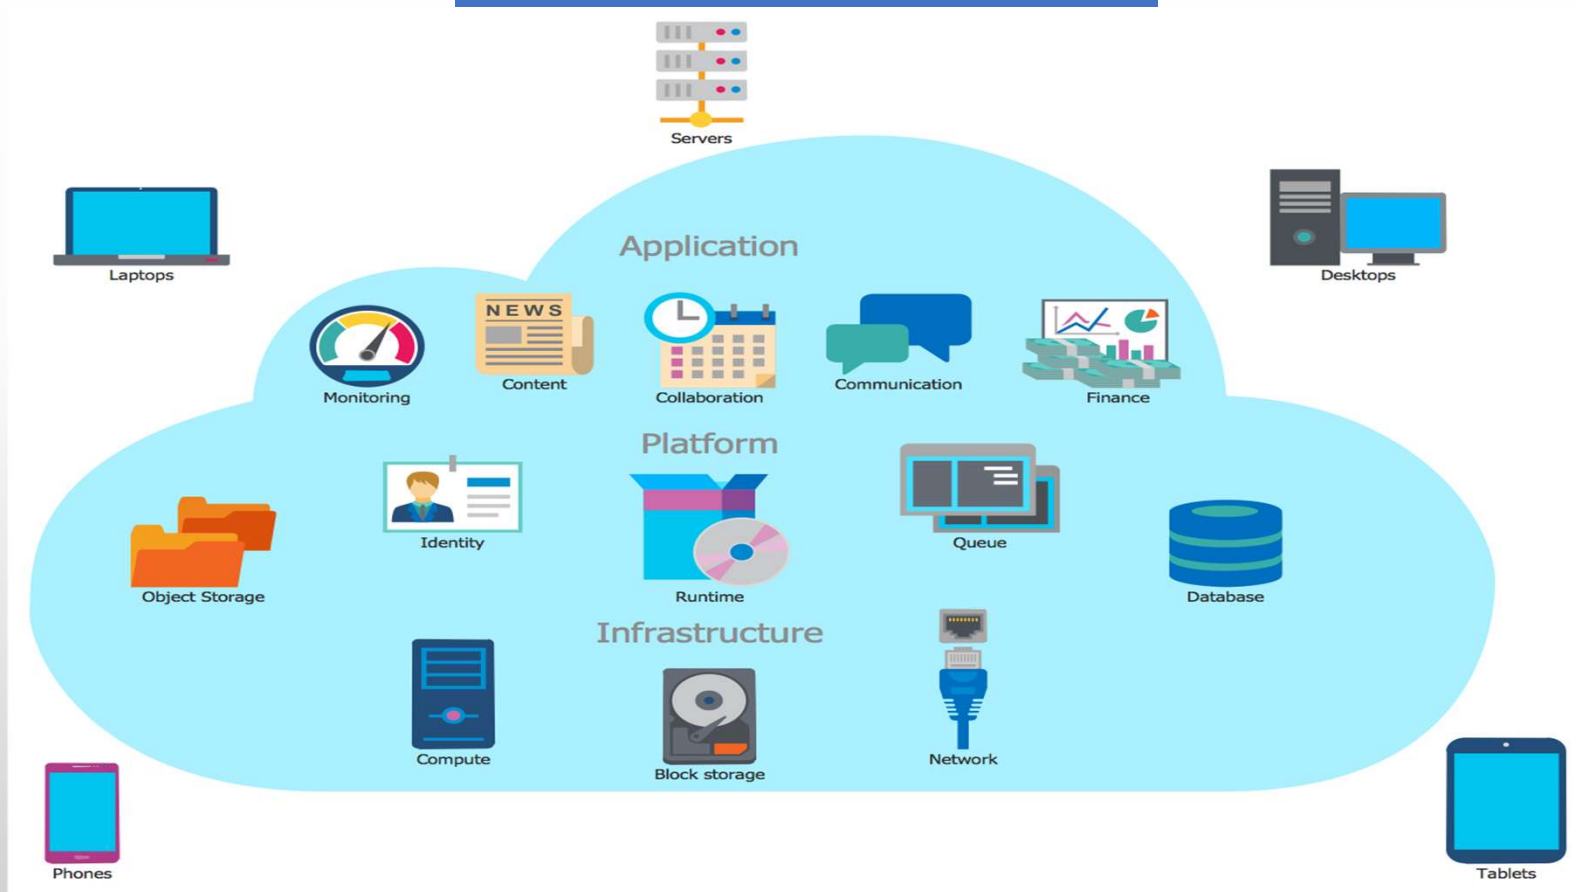 Servers
Laptops
Desktops
Application
NEWS
Monitoring
Content
Collaboration
Communication
Finance
Platform
Object Storage
Identity
Runtime
Queue
Database
Infrastructure
Compute
Block storage
Network
Phones
Tablets